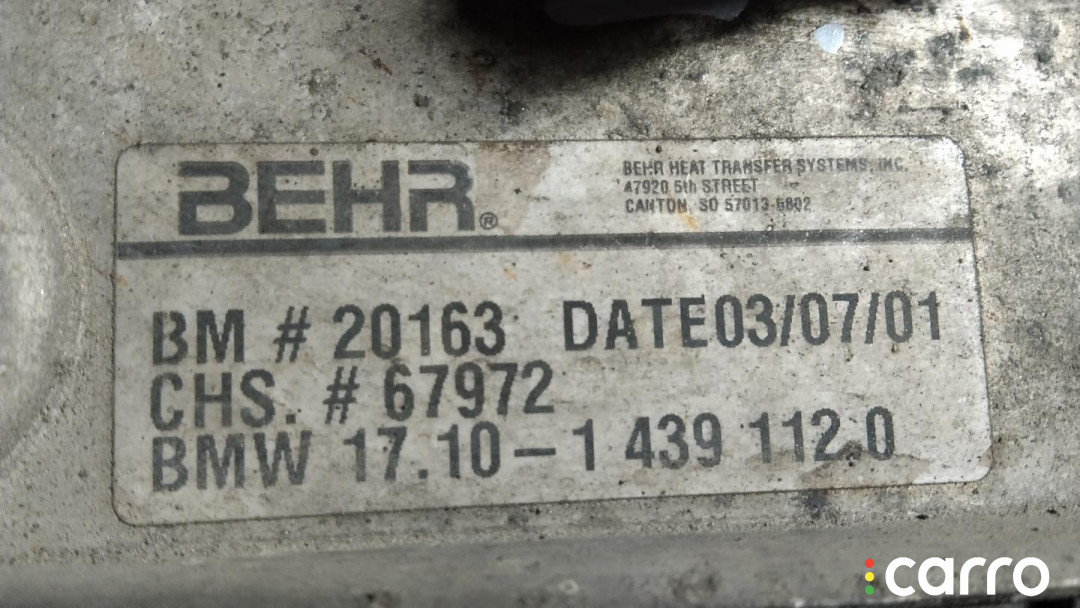 BEHR®
BEHR HEAT TRANSFER SYSTEMS, INC.
47920 5th STREET
CANTON, SD 57013-5802
BM # 20163 DATE03/07/01
CHS. # 67972
BMW 17.10-1 439 112.0
carro